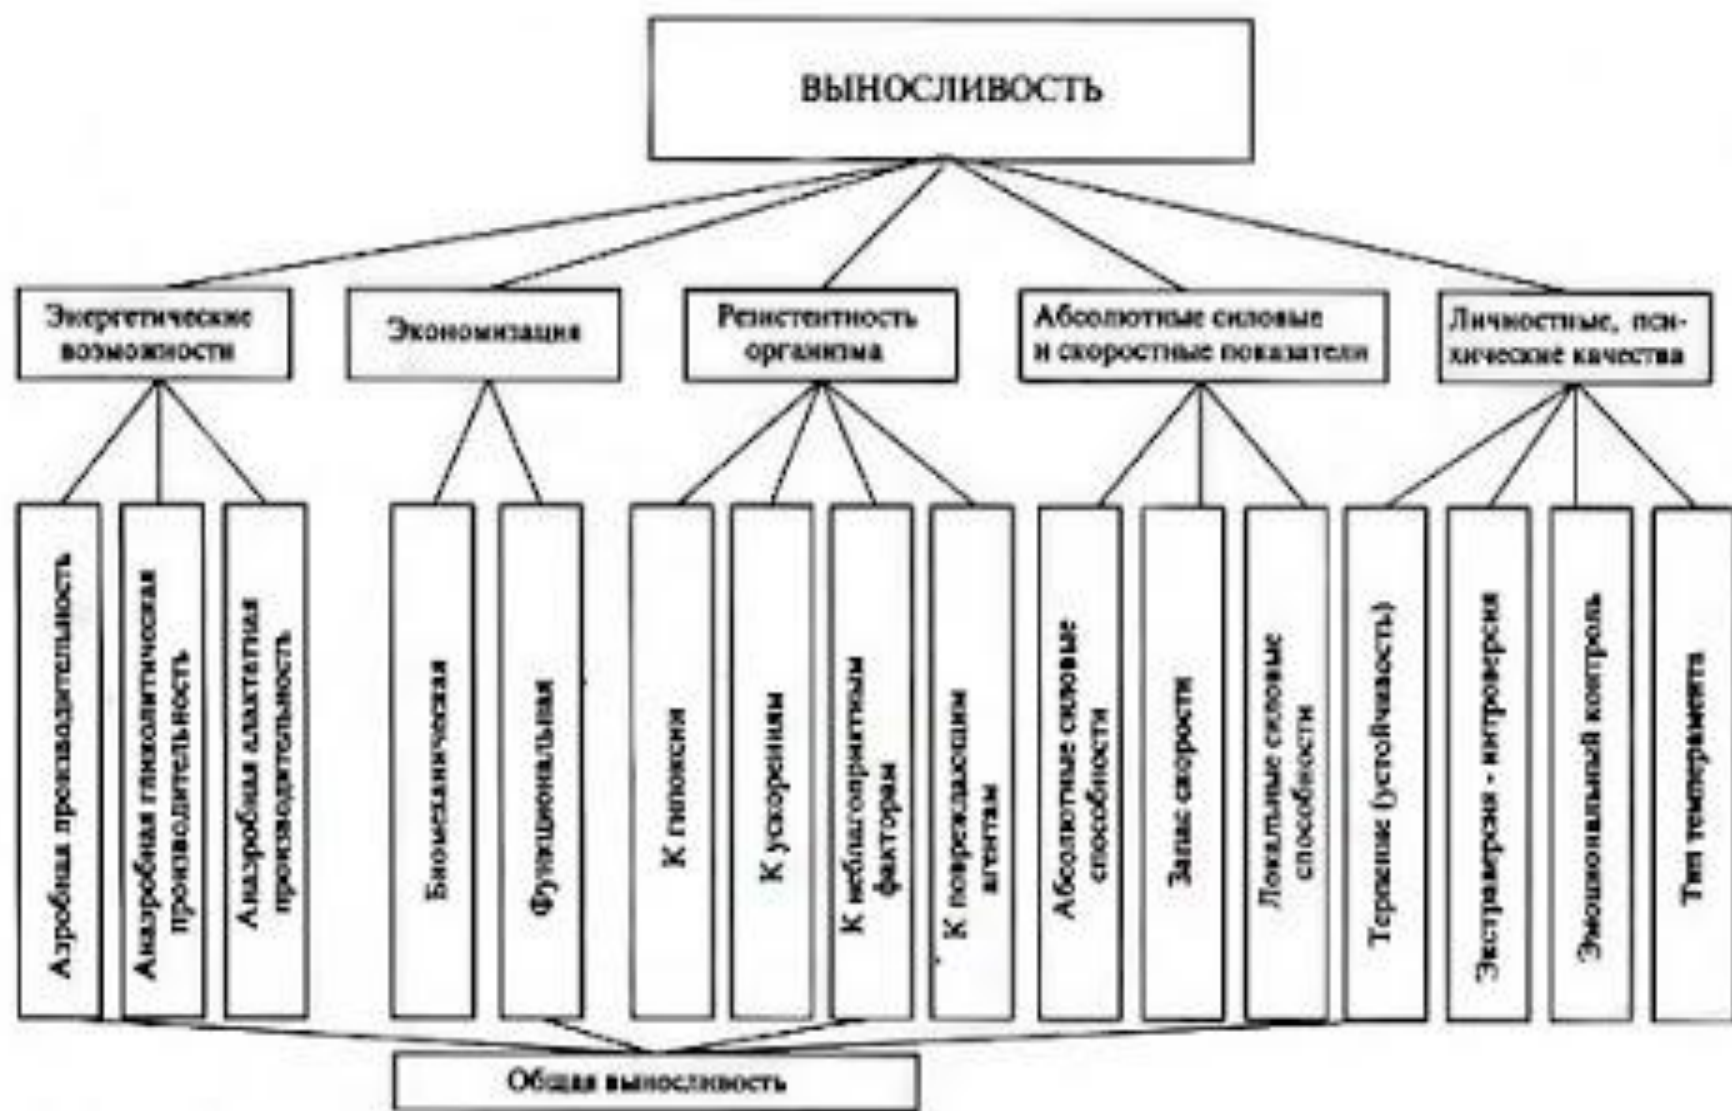 ВЫНОСЛИВОСТЬ
Энергетические
возможности
Экономизация
Резистентность
организма
Абсолютные силовые
и скоростные показатели
Личностные, пси-
хические качества
Аэробная производительность
Анаэробная гликолитическая
производительность
Анаэробная алактатная
производительность
Биомеханическая
Функциональная
К гипоксии
К ускорениям
К неблагоприятным
факторам
К повреждающим
агентам
Абсолютные силовые
способности
Запас скорости
Локальные силовые
способности
Терпение (устойчивость)
Экстраверсия - интроверсия
Эмоциональный контроль
Тип темперамента
Общая выносливость